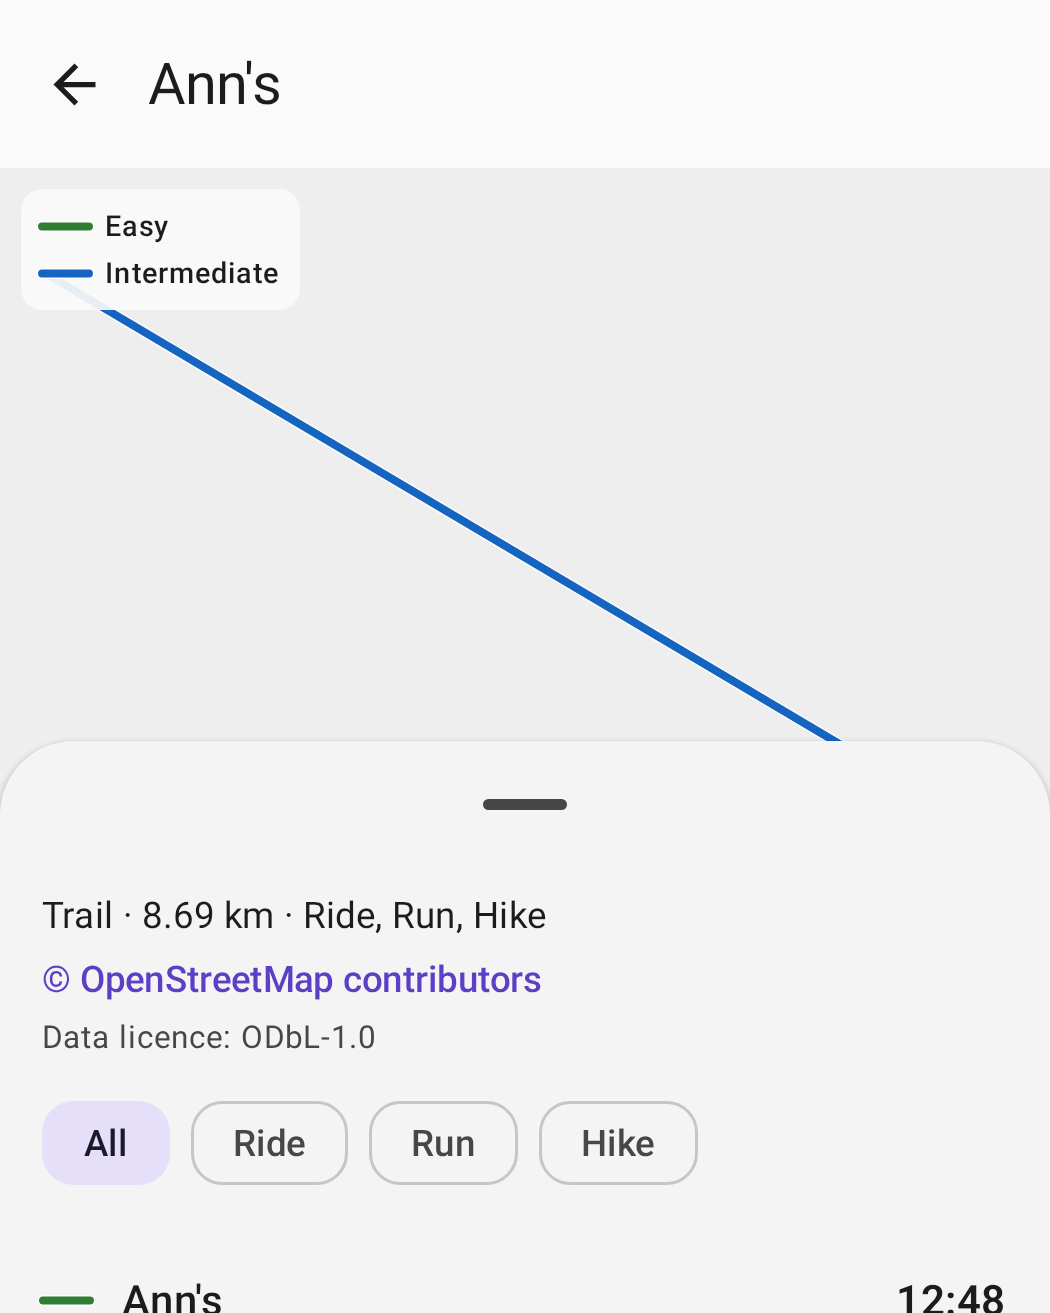 Ann's
Easy
Intermediate
Trail · 8.69 km · Ride, Run, Hike
© OpenStreetMap contributors
Data licence: ODbL-1.0
All Ride Run Hike
Ann's 12:48